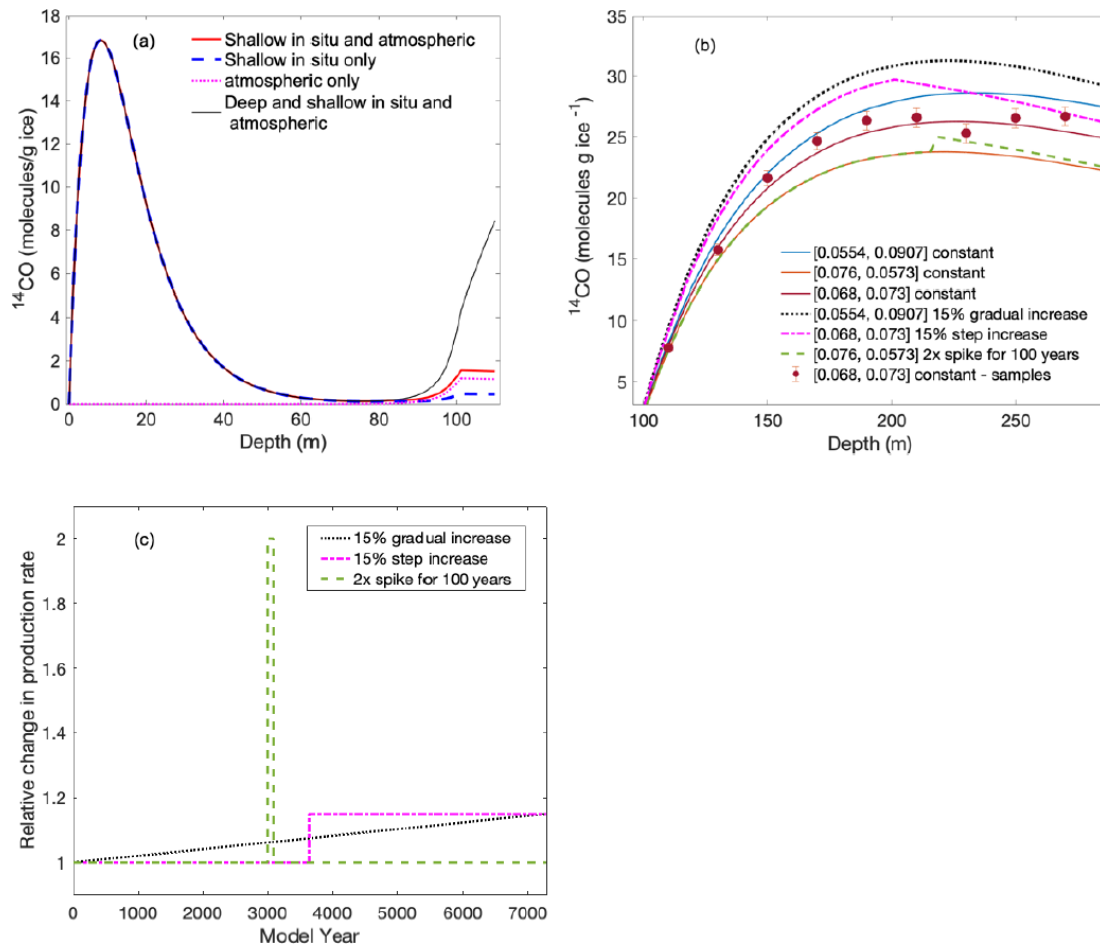 (a)
Shallow in situ and atmospheric
Shallow in situ only
atmospheric only
Deep and shallow in situ and
atmospheric
¹⁴CO (molecules/g ice)
18
16
14
12
10
8
6
4
2
0
0 20 40 60 80 100
Depth (m)
(b)
¹⁴CO (molecules g ice ⁻¹)
35
30
25
20
15
10
5
[0.0554, 0.0907] constant
[0.076, 0.0573] constant
[0.068, 0.073] constant
[0.0554, 0.0907] 15% gradual increase
[0.068, 0.073] 15% step increase
[0.076, 0.0573] 2x spike for 100 years
[0.068, 0.073] constant - samples
100 150 200 250
Depth (m)
(c)
15% gradual increase
15% step increase
2x spike for 100 years
Relative change in production rate
2
1.8
1.6
1.4
1.2
1
0 1000 2000 3000 4000 5000 6000 7000
Model Year